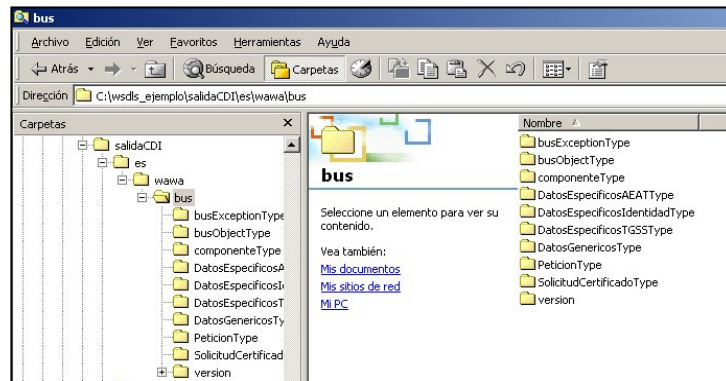 bus
Archivo Edición Ver Favoritos Herramientas Ayuda
Atrás Búsqueda Carpetas
Dirección C:\wsdls_ejemplo\salidaCDI\es\wawa\bus
Carpetas
salidaCDI
es
wawa
bus
busExceptionType
busObjectType
componenteType
DatosEspecificosA
DatosEspecificosI
DatosEspecificosT
DatosGenericosTy
PeticionType
SolicitudCertificad
version
bus
Seleccione un elemento para ver su
contenido.
Vea también:
Mis documentos
Mis sitios de red
Mi PC
Nombre
busExceptionType
busObjectType
componenteType
DatosEspecificosAEATType
DatosEspecificosIdentidadType
DatosEspecificosTGSSType
DatosGenericosType
PeticionType
SolicitudCertificadoType
version